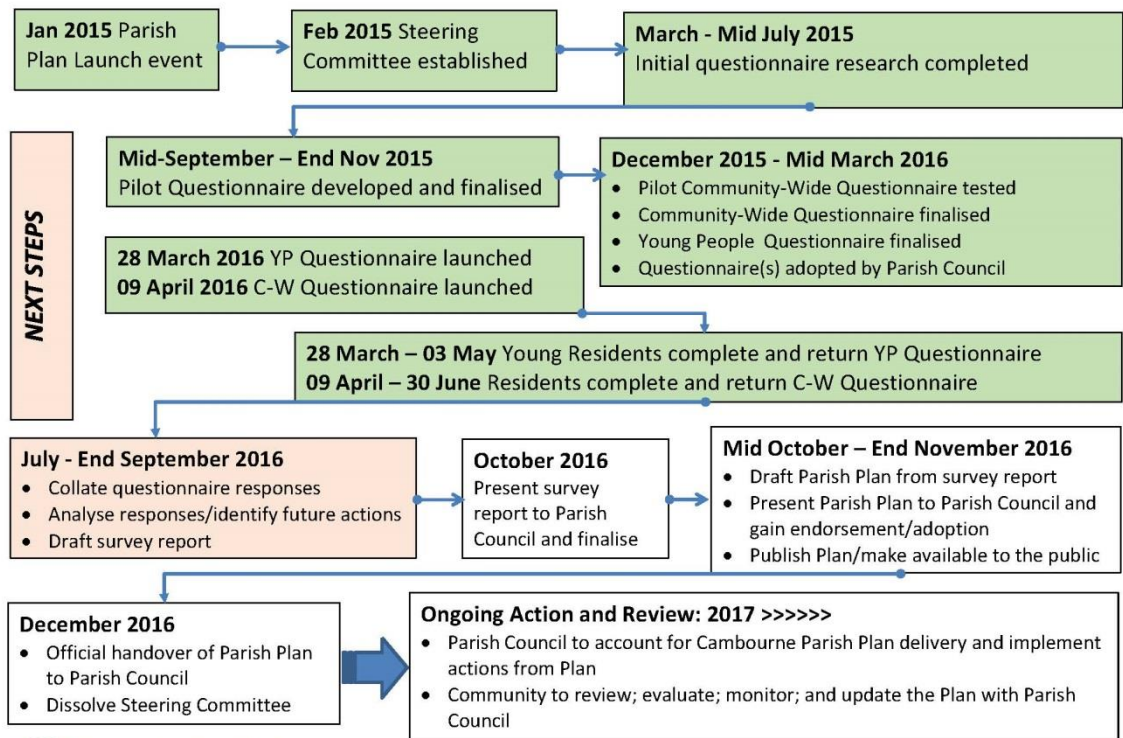 Jan 2015 Parish
Plan Launch event
Feb 2015 Steering
Committee established
March - Mid July 2015
Initial questionnaire research completed
NEXT STEPS
Mid-September – End Nov 2015
Pilot Questionnaire developed and finalised
December 2015 - Mid March 2016
• Pilot Community-Wide Questionnaire tested
• Community-Wide Questionnaire finalised
• Young People Questionnaire finalised
• Questionnaire(s) adopted by Parish Council
28 March 2016 YP Questionnaire launched
09 April 2016 C-W Questionnaire launched
28 March – 03 May Young Residents complete and return YP Questionnaire
09 April – 30 June Residents complete and return C-W Questionnaire
July - End September 2016
• Collate questionnaire responses
• Analyse responses/identify future actions
• Draft survey report
October 2016
Present survey
report to Parish
Council and finalise
Mid October – End November 2016
• Draft Parish Plan from survey report
• Present Parish Plan to Parish Council and
gain endorsement/adoption
• Publish Plan/make available to the public
December 2016
• Official handover of Parish Plan
to Parish Council
• Dissolve Steering Committee
Ongoing Action and Review: 2017 >>>>>>
• Parish Council to account for Cambourne Parish Plan delivery and implement
actions from Plan
• Community to review; evaluate; monitor; and update the Plan with Parish
Council